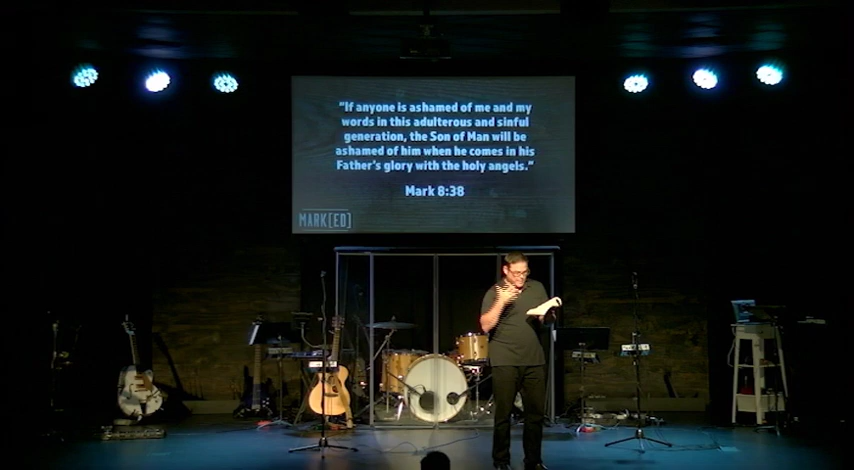 "If anyone is ashamed of me and my
words in this adulterous and sinful
generation, the Son of Man will be
ashamed of him when he comes in his
Father's glory with the holy angels."
Mark 8:38
MARK[ED]